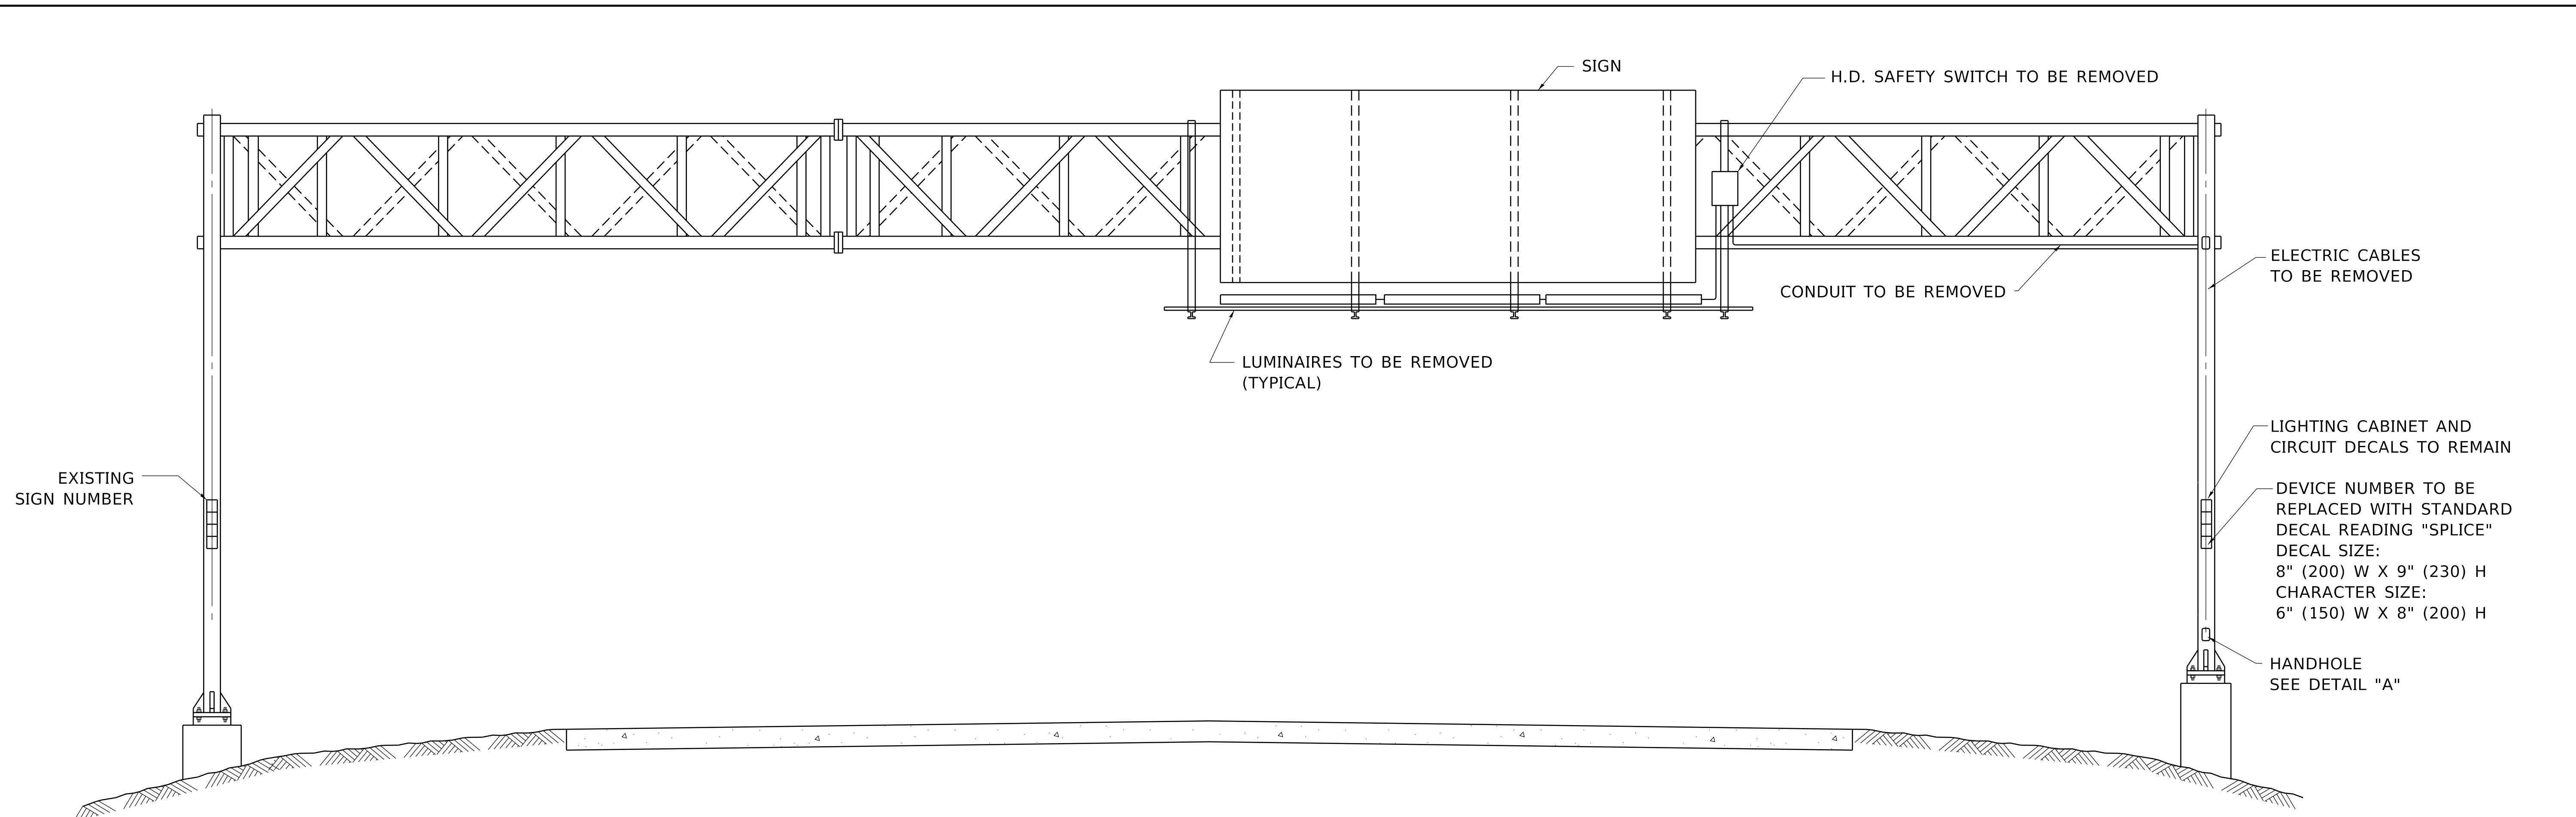 SIGN
H.D. SAFETY SWITCH TO BE REMOVED
ELECTRIC CABLES
TO BE REMOVED
CONDUIT TO BE REMOVED
LUMINAIRES TO BE REMOVED
(TYPICAL)
LIGHTING CABINET AND
CIRCUIT DECALS TO REMAIN
EXISTING
SIGN NUMBER
DEVICE NUMBER TO BE
REPLACED WITH STANDARD
DECAL READING "SPLICE"
DECAL SIZE:
8" (200) W X 9" (230) H
CHARACTER SIZE:
6" (150) W X 8" (200) H
HANDHOLE
SEE DETAIL "A"